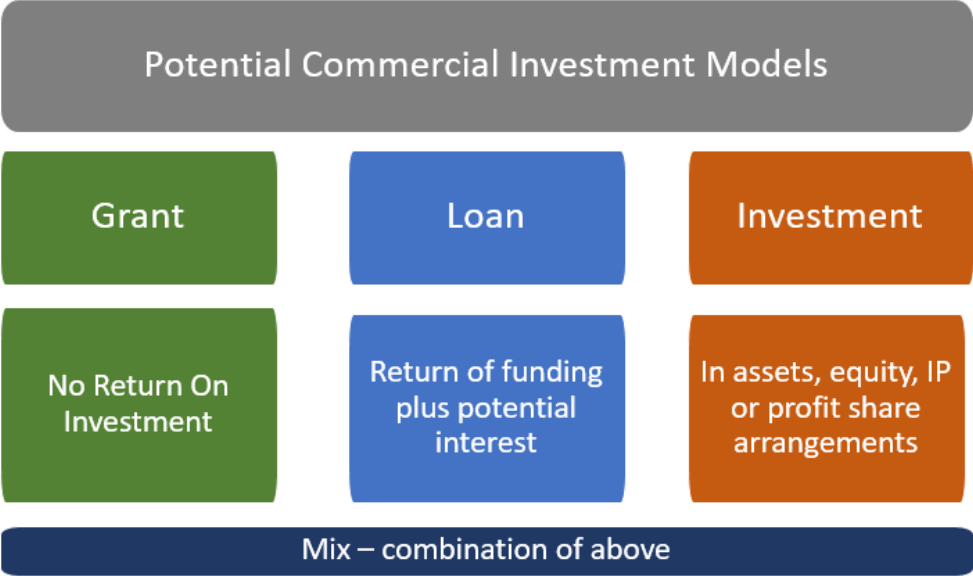 Potential Commercial Investment Models
Grant
Loan
Investment
No Return On
Investment
Return of funding
plus potential
interest
In assets, equity, IP
or profit share
arrangements
Mix – combination of above